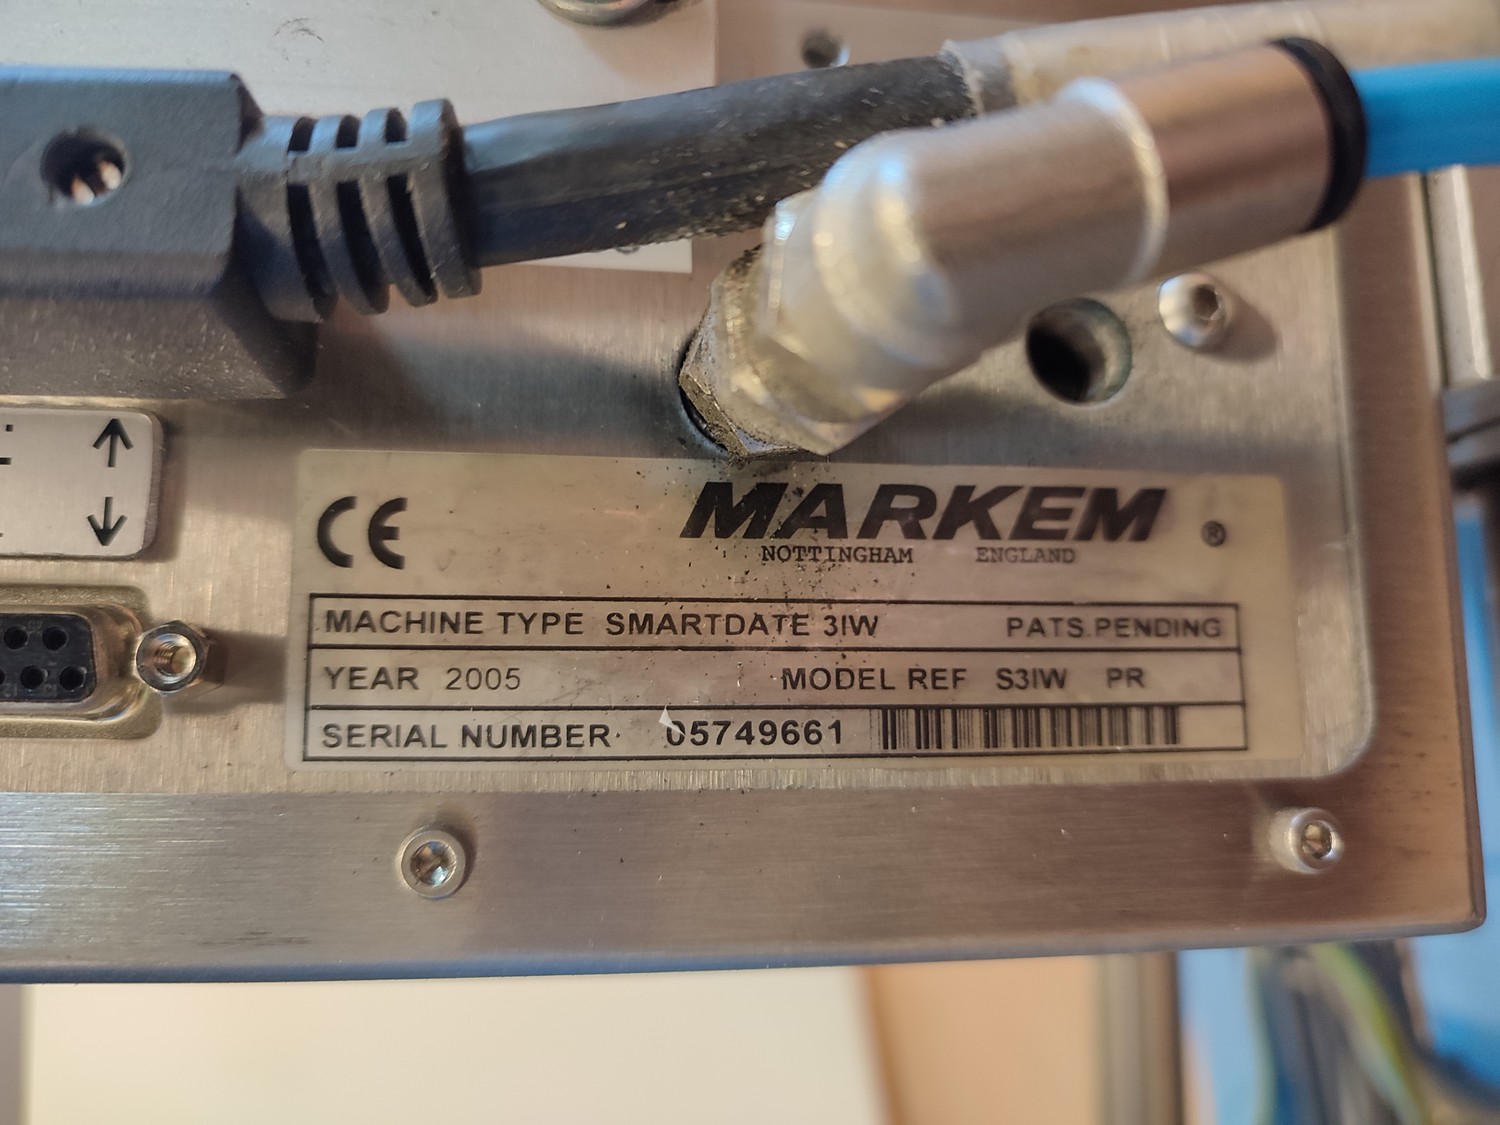 CE
MARKEM ®
NOTTINGHAM ENGLAND
MACHINE TYPE SMARTDATE 3IW PATS.PENDING
YEAR 2005 MODEL REF S3IW PR
SERIAL NUMBER 05749661